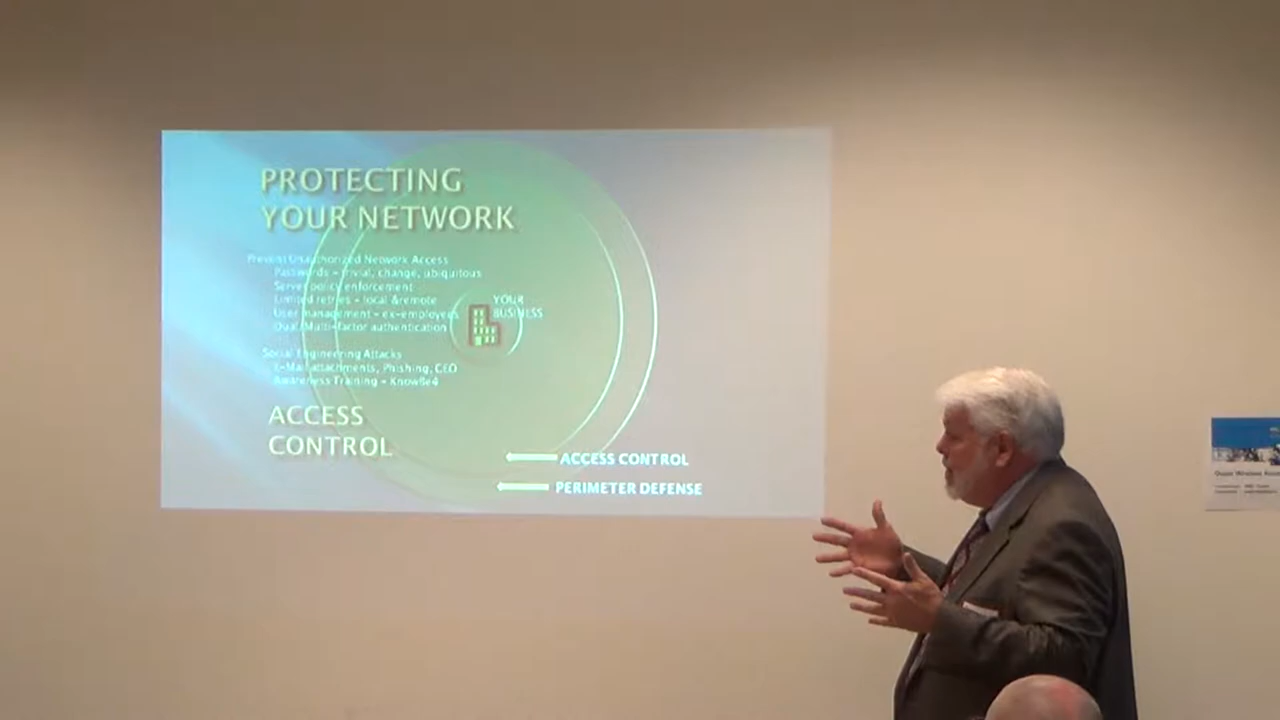 PROTECTING
YOUR NETWORK
Prevent Unauthorized Network Access
Passwords – trivial, change, ubiquitous
Server policy enforcement
Limited retries – local &remote
User management – ex-employees
Dual/Multi-factor authentication
YOUR
BUSINESS
Social Engineering Attacks
E-Mail attachments, Phishing, CEO
Awareness Training – KnowBe4
ACCESS
CONTROL
ACCESS CONTROL
PERIMETER DEFENSE
Wireless